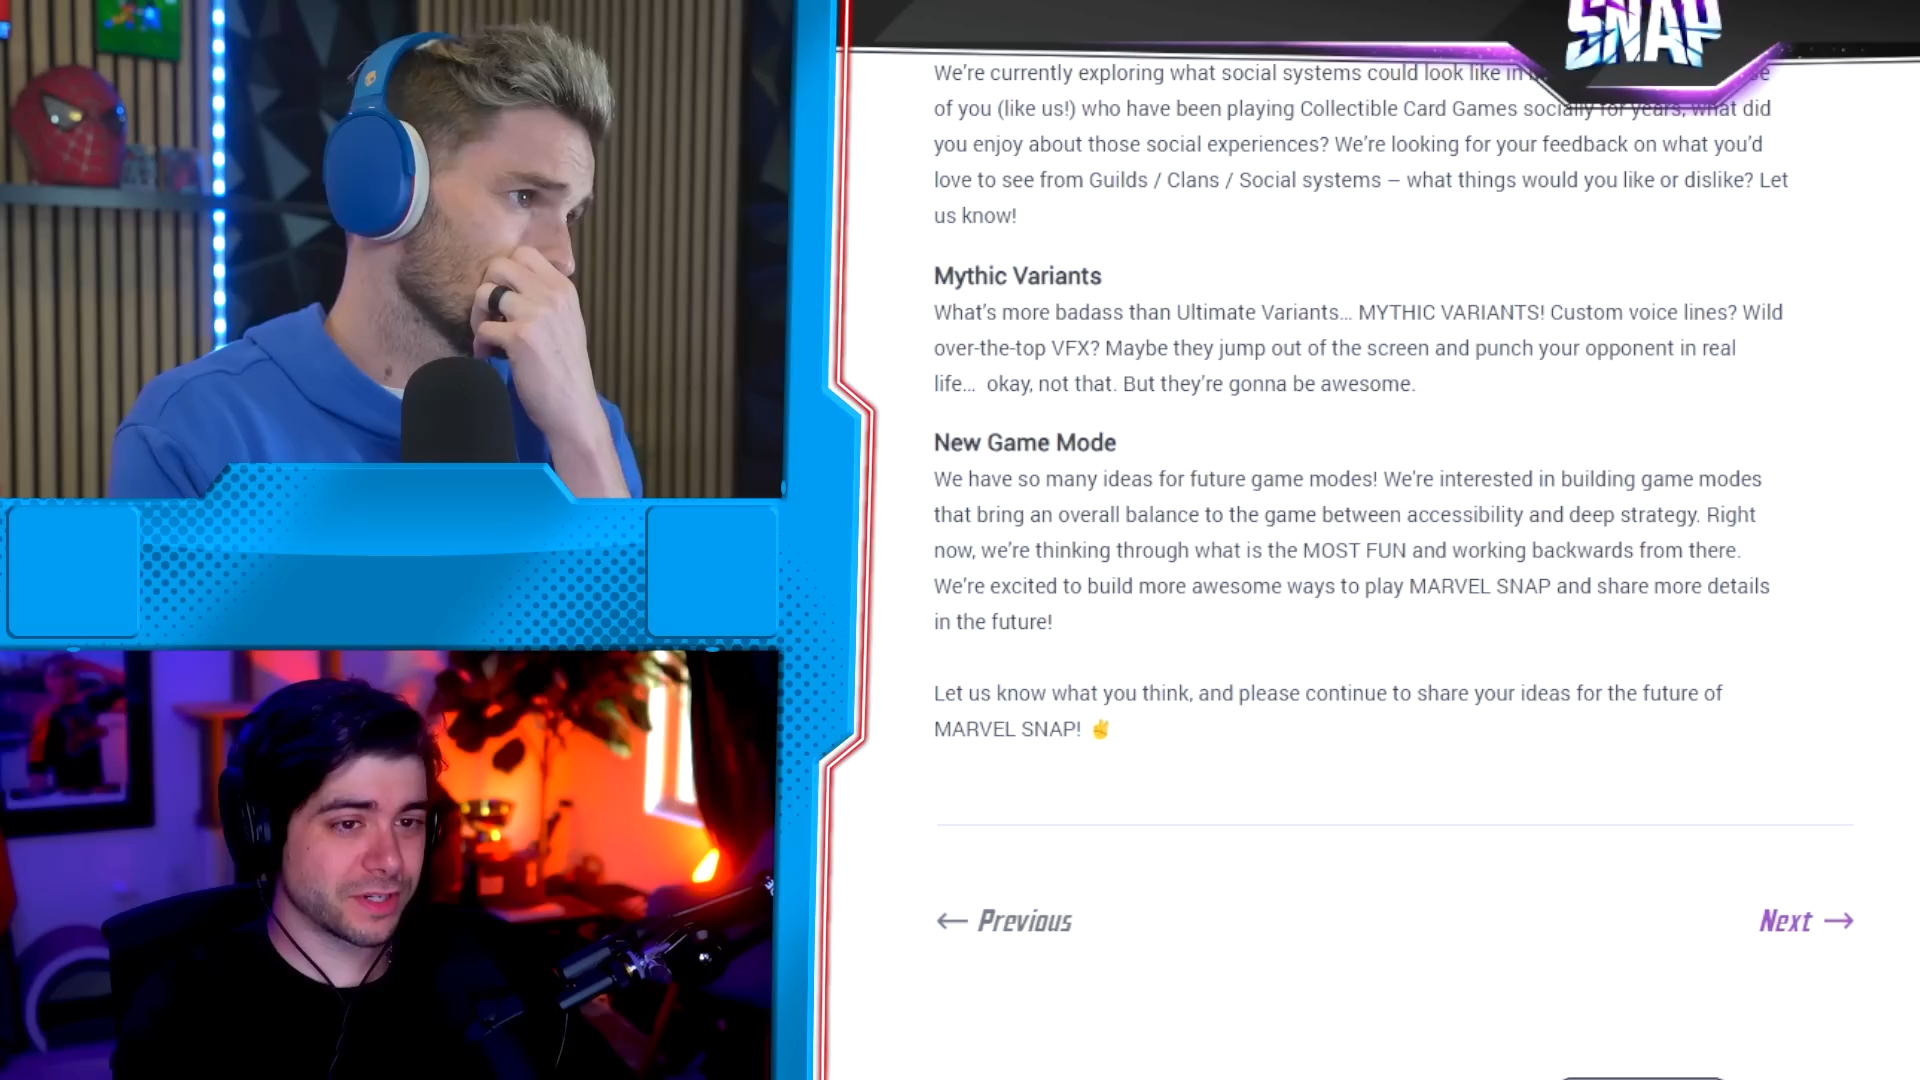 SNAP
We’re currently exploring what social systems could look like in
of you (like us!) who have been playing Collectible Card Games socially for years, what did
you enjoy about those social experiences? We’re looking for your feedback on what you’d
love to see from Guilds / Clans / Social systems – what things would you like or dislike? Let
us know!
Mythic Variants
What’s more badass than Ultimate Variants… MYTHIC VARIANTS! Custom voice lines? Wild
over-the-top VFX? Maybe they jump out of the screen and punch your opponent in real
life… okay, not that. But they’re gonna be awesome.
New Game Mode
We have so many ideas for future game modes! We’re interested in building game modes
that bring an overall balance to the game between accessibility and deep strategy. Right
now, we’re thinking through what is the MOST FUN and working backwards from there.
We’re excited to build more awesome ways to play MARVEL SNAP and share more details
in the future!
Let us know what you think, and please continue to share your ideas for the future of
MARVEL SNAP! ✌️
← Previous
Next →